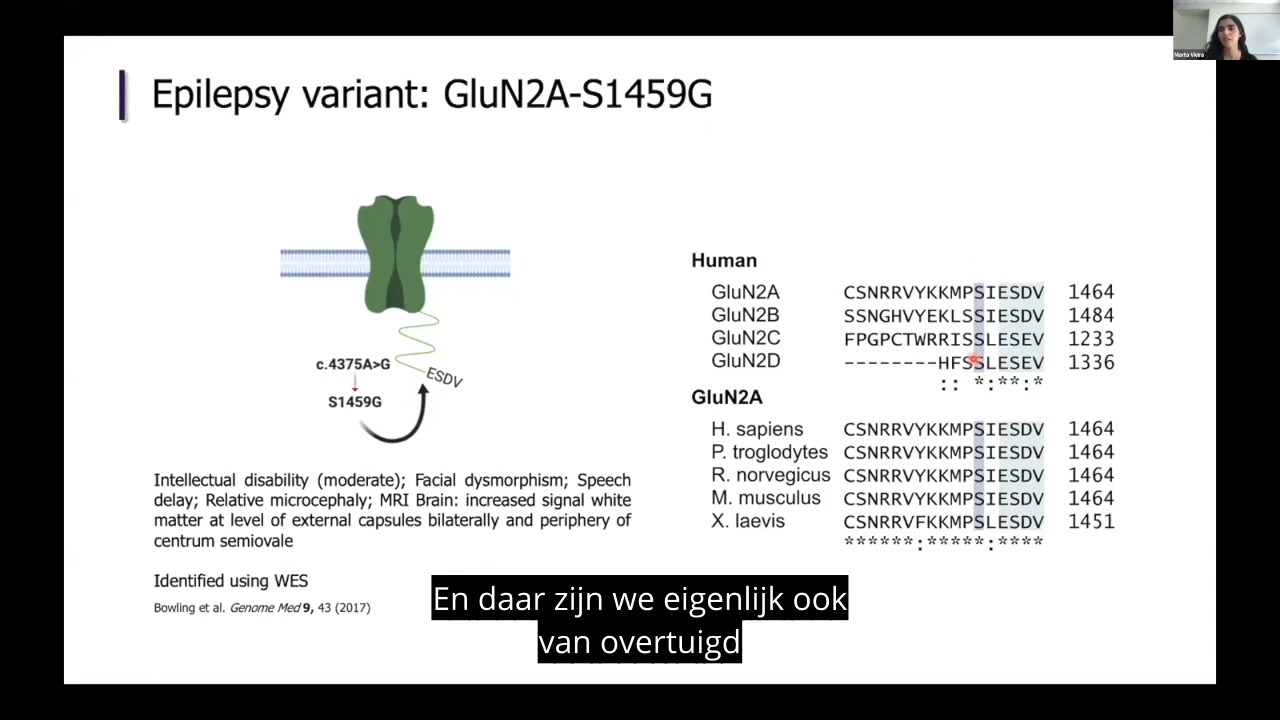 Marta Vieira
Epilepsy variant: GluN2A-S1459G
c.4375A>G
S1459G
ESDV
Intellectual disability (moderate); Facial dysmorphism; Speech
delay; Relative microcephaly; MRI Brain: increased signal white
matter at level of external capsules bilaterally and periphery of
centrum semiovale
Identified using WES
Bowling et al. Genome Med 9, 43 (2017)
Human
GluN2A CSNRRVYKKMPSIESDV 1464
GluN2B SSNGHVYEKLSSIESDV 1484
GluN2C FPGPCTWRRISSLESEV 1233
GluN2D --------HFSSLESEV 1336
:: *:**:*
GluN2A
H. sapiens CSNRRVYKKMPSIESDV 1464
P. troglodytes CSNRRVYKKMPSIESDV 1464
R. norvegicus CSNRRVYKKMPSIESDV 1464
M. musculus CSNRRVYKKMPSIESDV 1464
X. laevis CSNRRVFKKMPSLESDV 1451
******:*****:****
En daar zijn we eigenlijk ook
van overtuigd